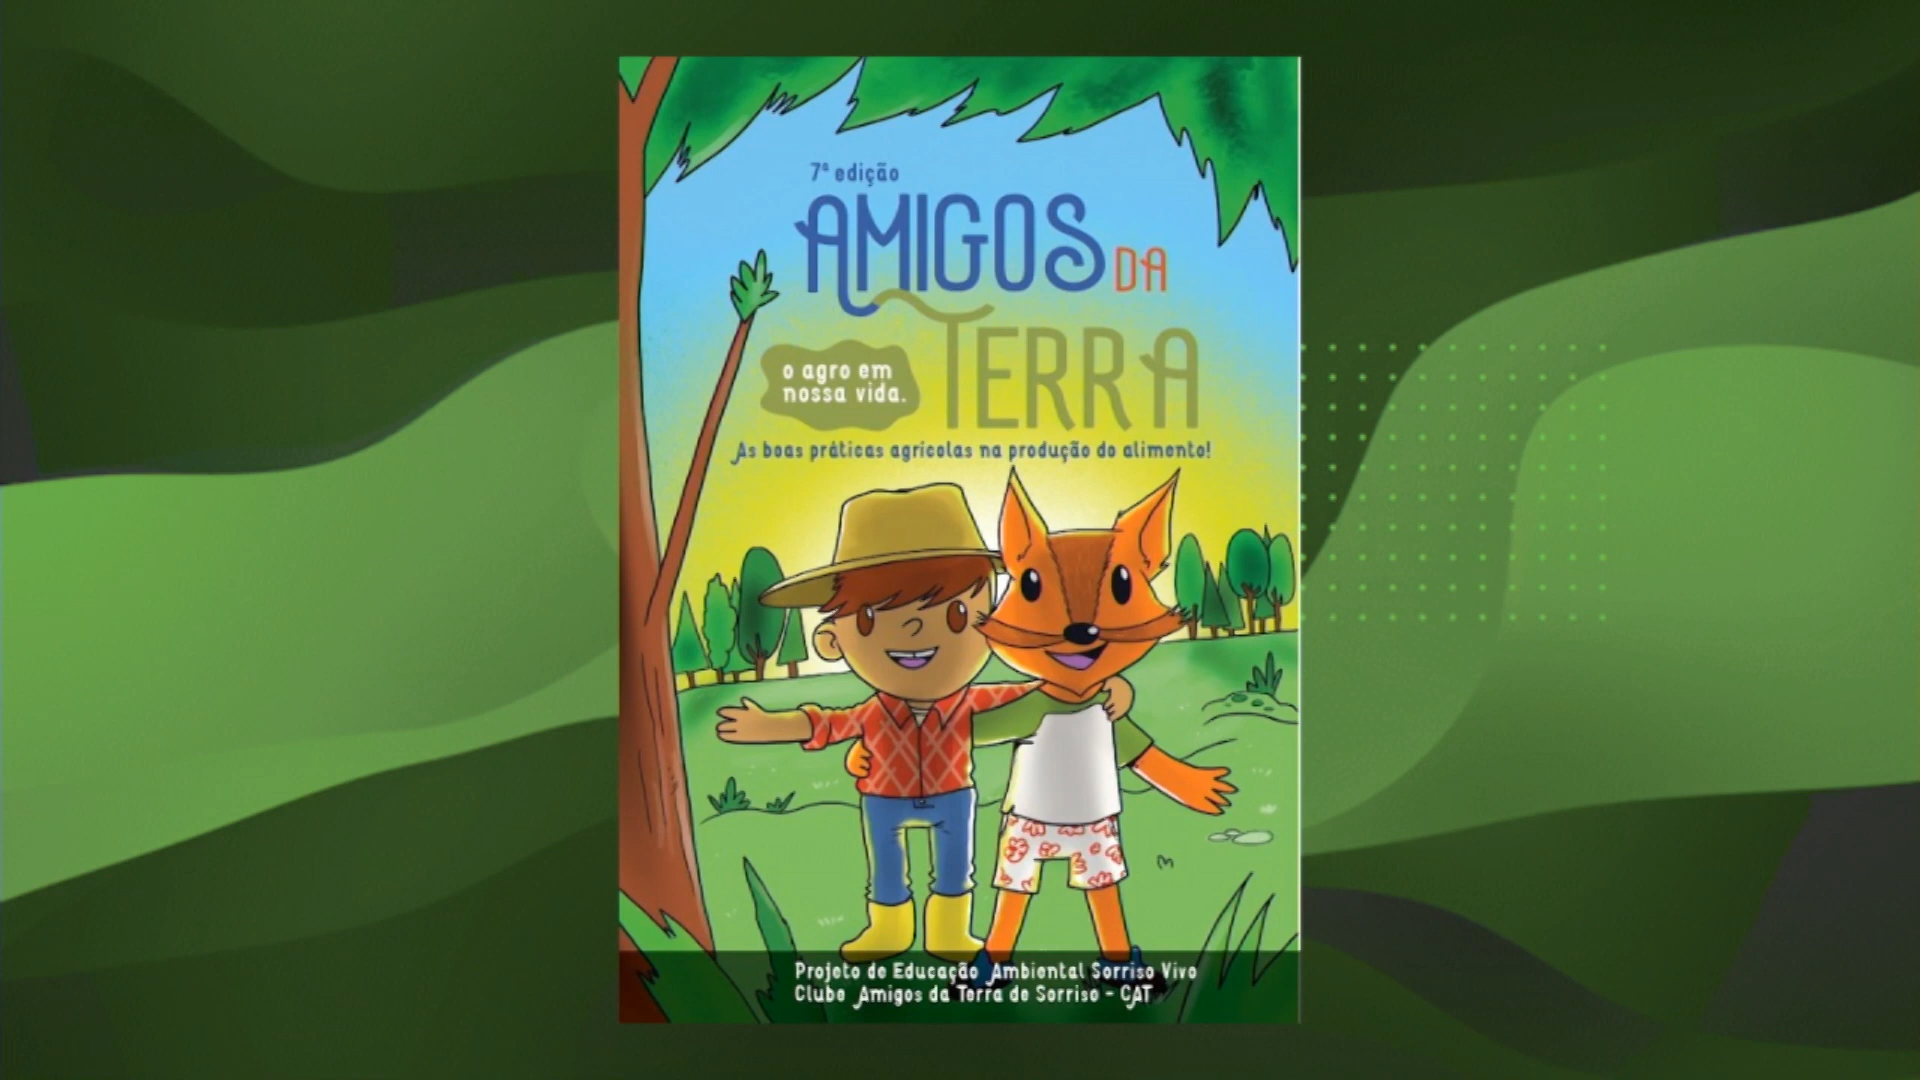 7ª edição
AMIGOS DA
TERRA
o agro em
nossa vida.
As boas práticas agrícolas na produção do alimento!
Projeto de Educação Ambiental Sorriso Vivo
Clube Amigos da Terra de Sorriso - CAT